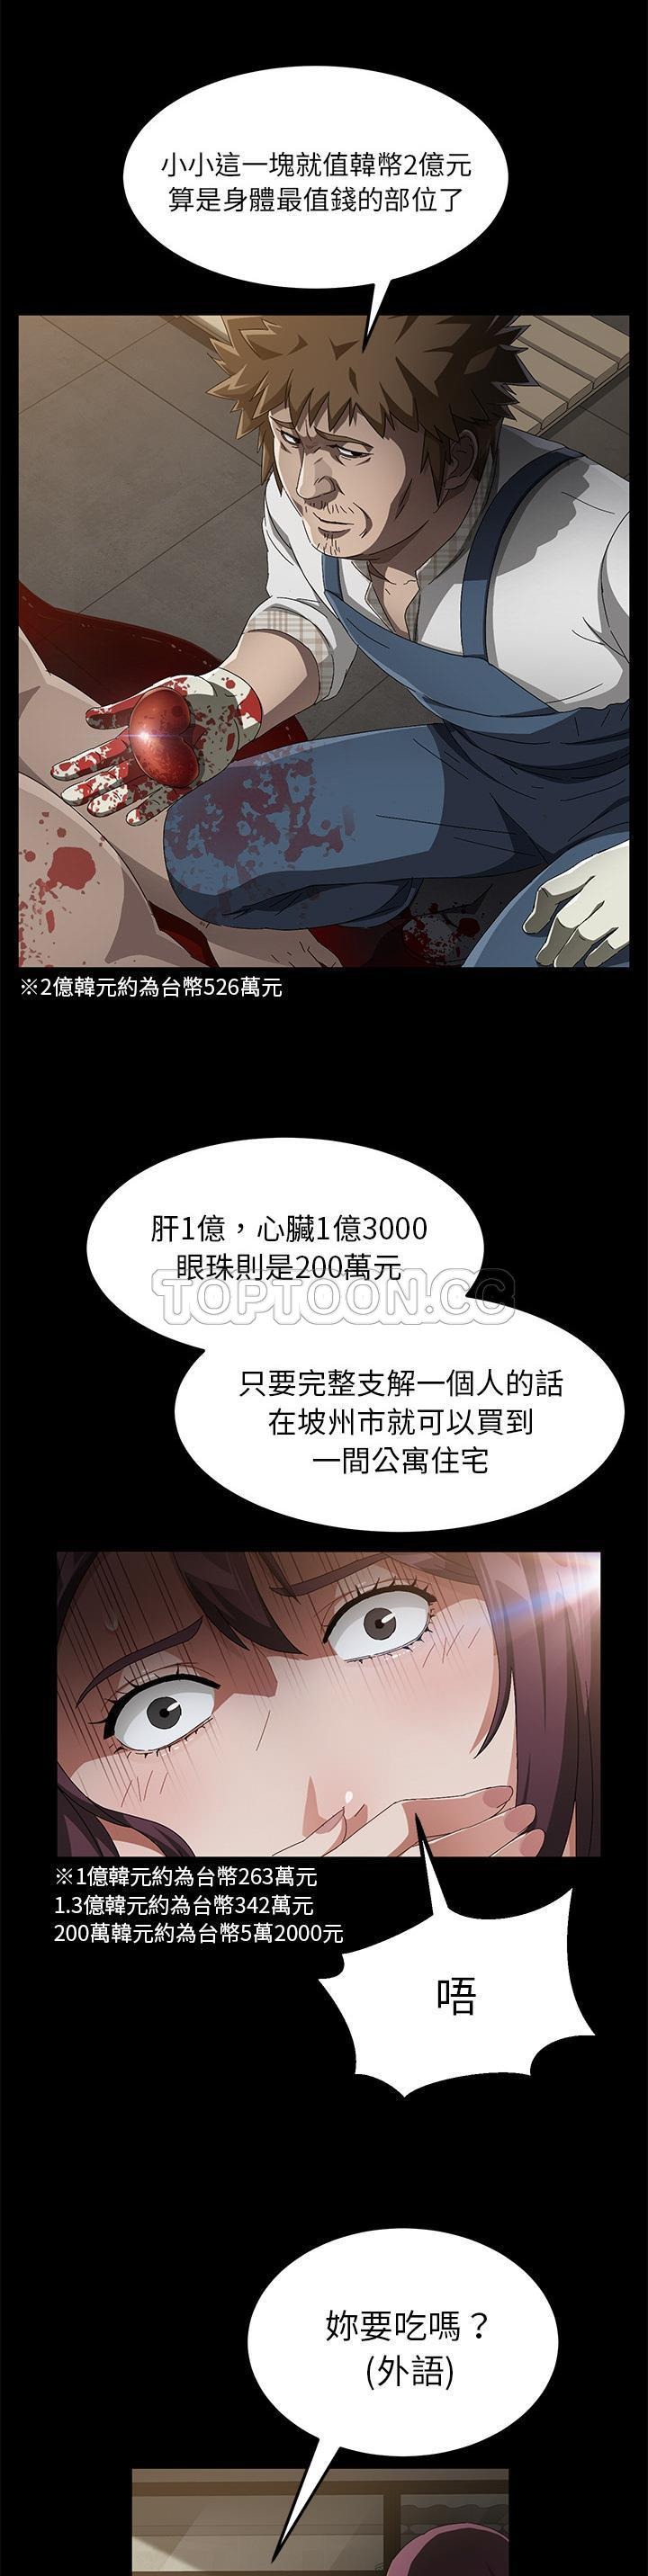 小小這一塊就值韓幣2億元
算是身體最值錢的部位了
※2億韓元約為台幣526萬元
肝1億，心臟1億3000
眼珠則是200萬元
TOPTOON.CC
只要完整支解一個人的話
在坡州市就可以買到
一間公寓住宅
※1億韓元約為台幣263萬元
1.3億韓元約為台幣342萬元
200萬韓元約為台幣5萬2000元
唔
妳要吃嗎？
(外語)